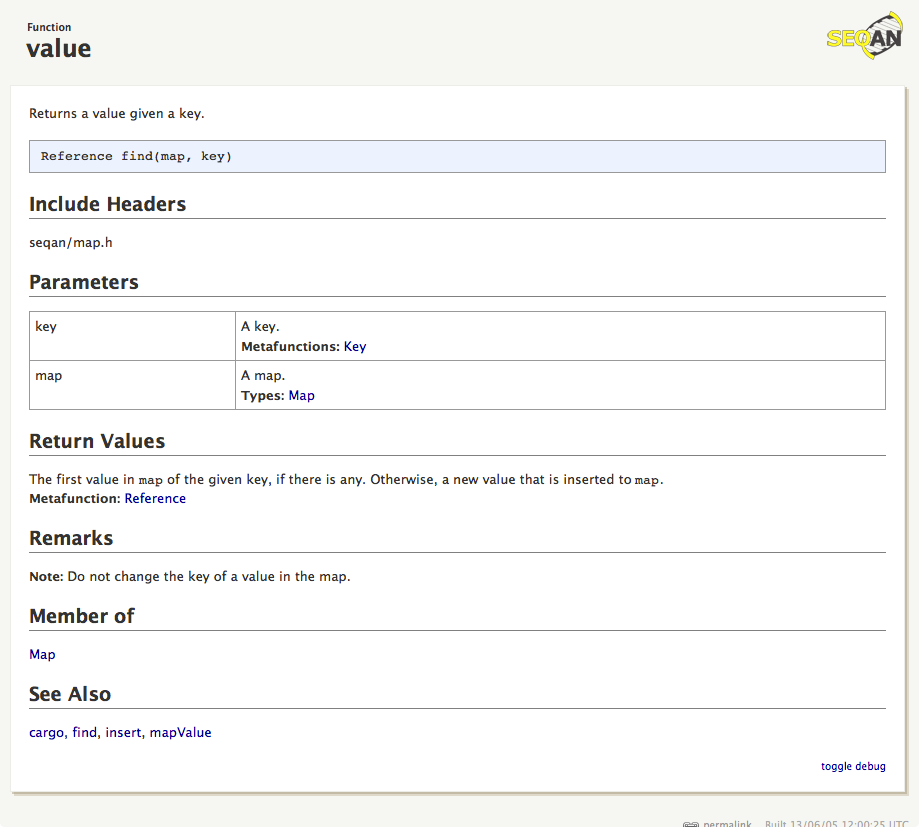 Function
value
SEQAN
Returns a value given a key.
Reference find(map, key)
Include Headers
seqan/map.h
Parameters
key
A key.
Metafunctions: Key
map
A map.
Types: Map
Return Values
The first value in map of the given key, if there is any. Otherwise, a new value that is inserted to map.
Metafunction: Reference
Remarks
Note: Do not change the key of a value in the map.
Member of
Map
See Also
cargo, find, insert, mapValue
toggle debug
permalink Built 13/06/05 12:00:25 UTC